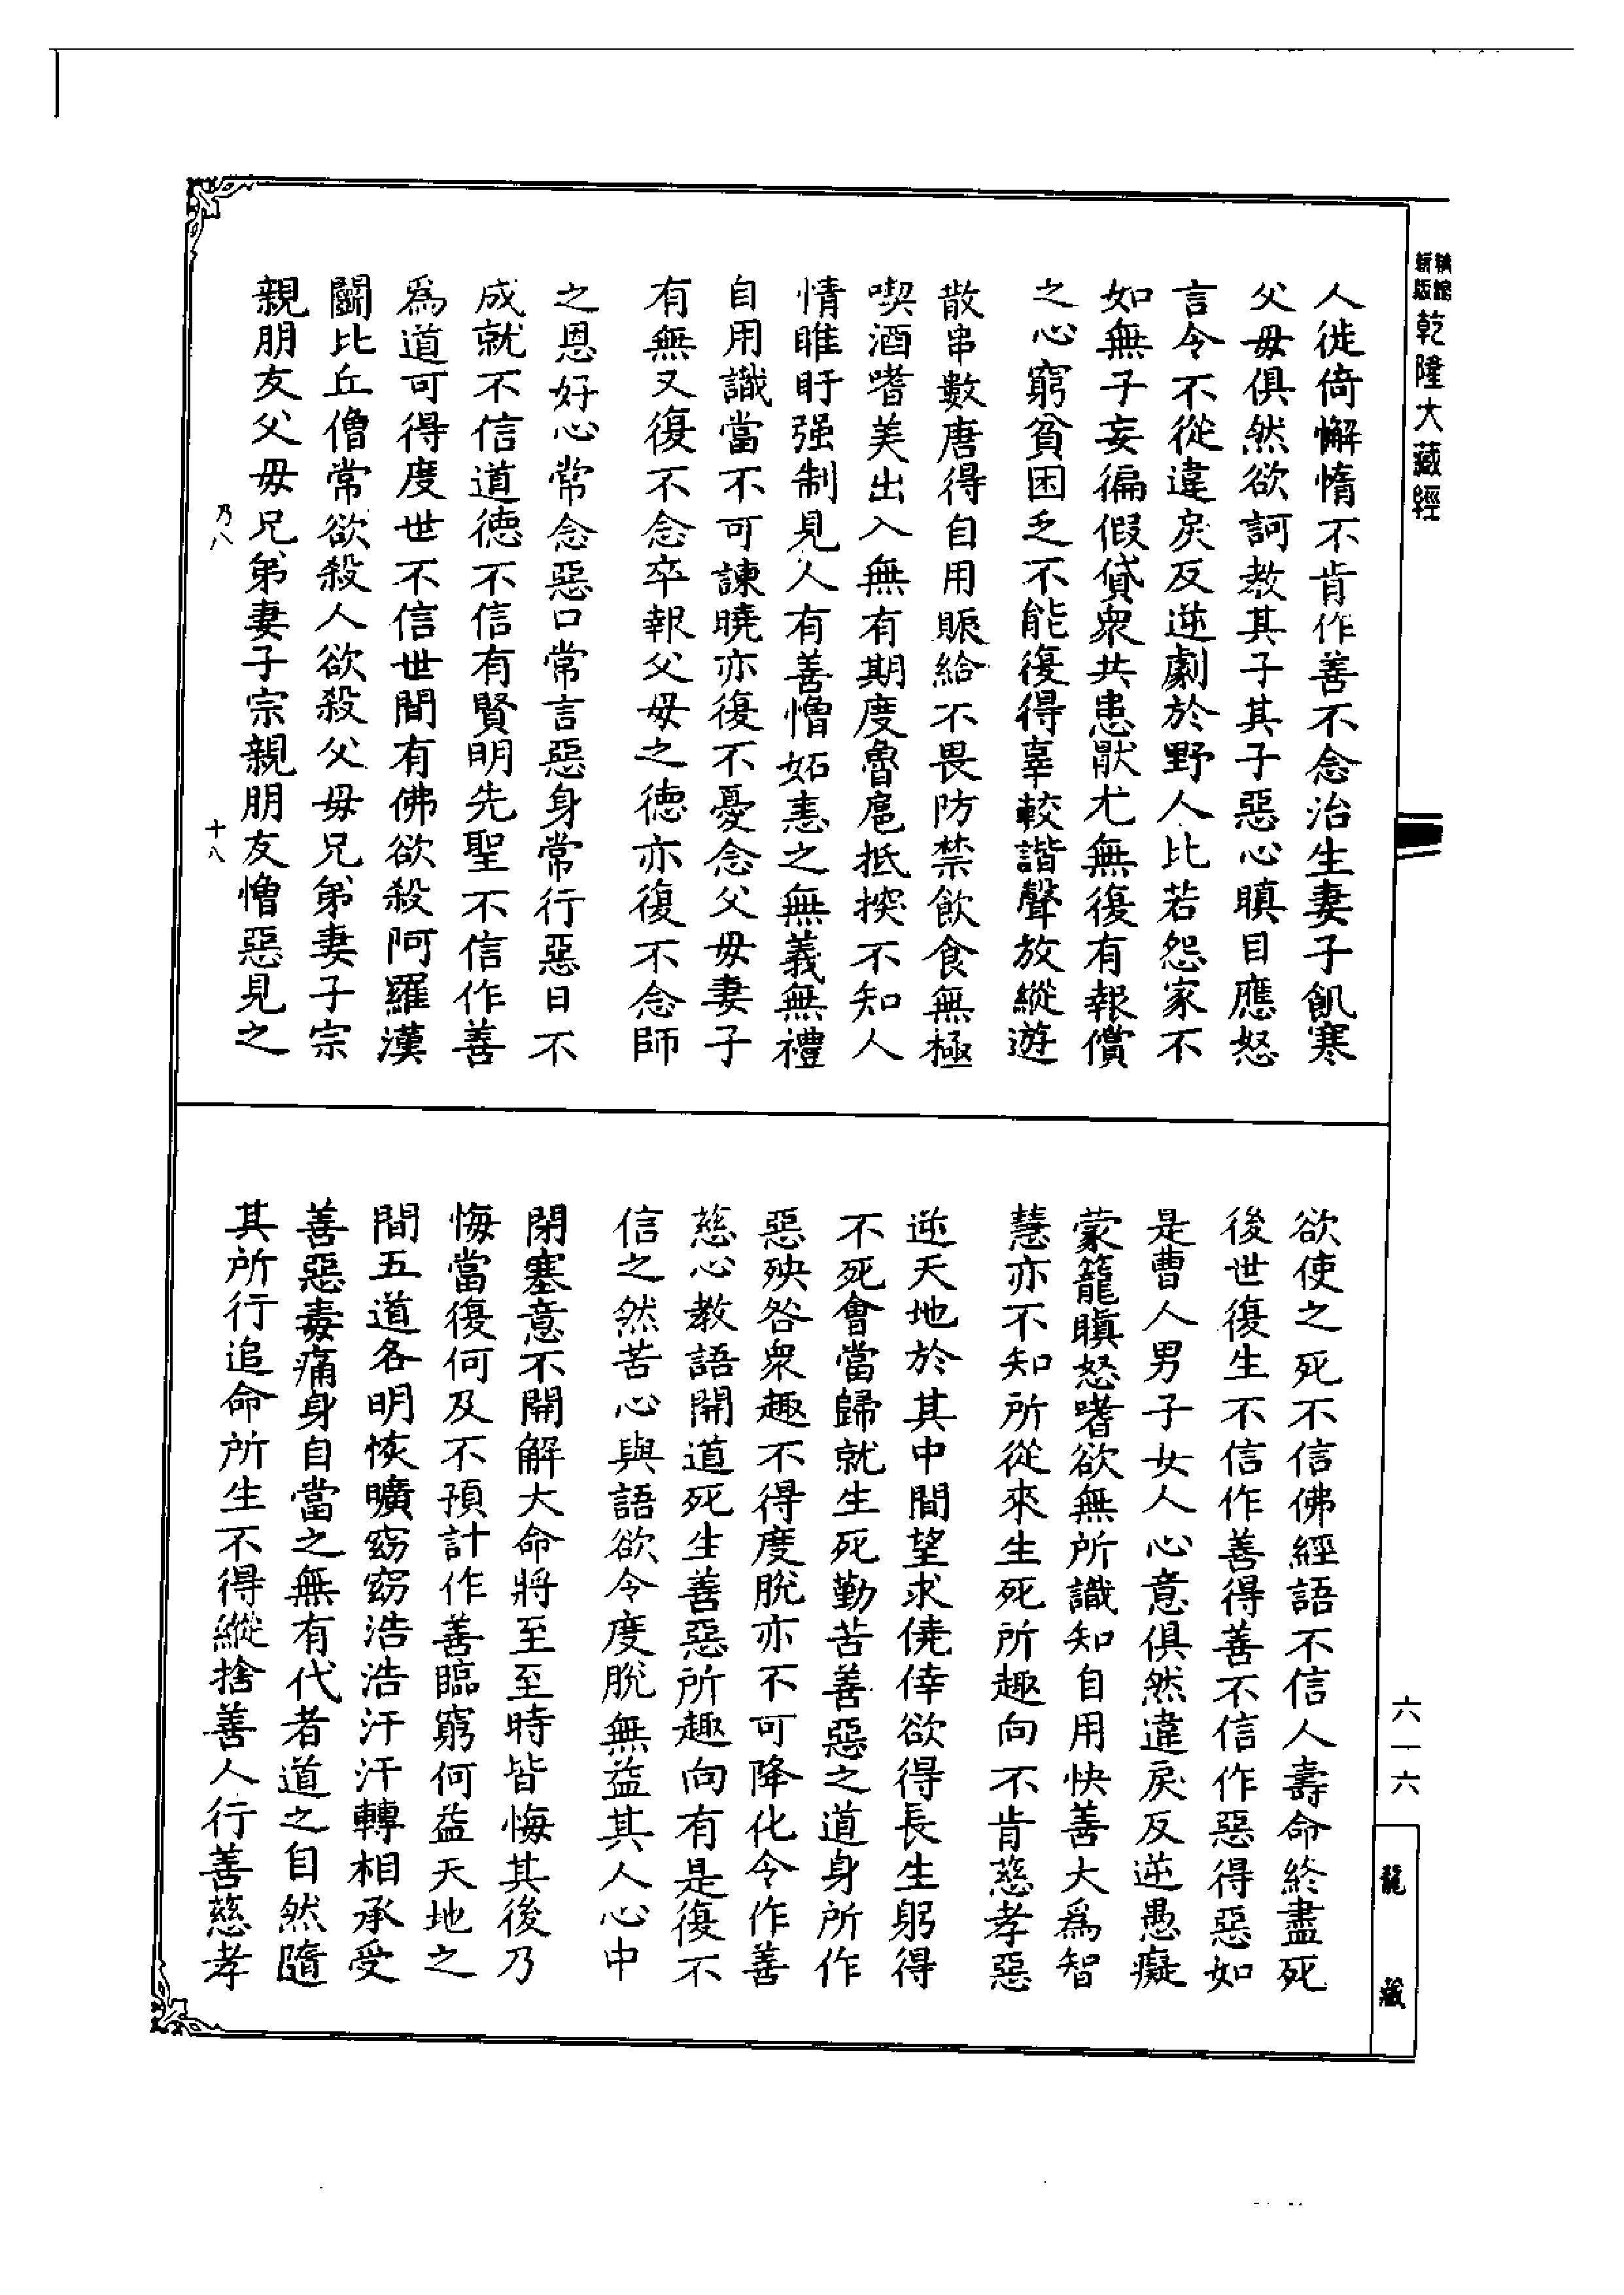 乾隆大藏經
人徙倚懈惰不肯作善不念治生妻子飢寒
父母俱然欲訶教其子其子惡心瞋目應怒
言令不從違戾反逆劇於野人比若怨家不
如無子妄徧假貸衆共患猒尤無復有報償
之心窮貧困乏不能復得辜較諧聲放縱遊
散串數唐得自用賑給不畏防禁飲食無極
喫酒嗜美出入無有期度魯扈抵揬不知人
情睢盱强制見人有善憎妬恚之無義無禮
自用識當不可諫曉亦復不憂念父母妻子
有無又復不念卒報父母之德亦復不念師
之恩好心常念惡口常言惡身常行惡日不
成就不信道德不信有賢明先聖不信作善
為道可得度世不信世間有佛欲殺阿羅漢
鬭比丘僧常欲殺人欲殺父母兄弟妻子宗
親朋友父母兄弟妻子宗親朋友憎惡見之
乃八
十八
欲使之死不信佛經語不信人壽命終盡死
後世復生不信作善得善不信作惡得惡如
是曹人男子女人心意俱然違戾反逆愚癡
蒙籠瞋怒嗜欲無所識知自用快善大為智
慧亦不知所從來生死所趣向不肯慈孝惡
逆天地於其中間望求僥倖欲得長生躬得
不死會當歸就生死勤苦善惡之道身所作
惡殃咎衆趣不得度脫亦不可降化令作善
慈心教語開道死生善惡所趣向有是復不
信之然苦心與語欲令度脫無益其人心中
閉塞意不開解大命將至至時皆悔其後乃
悔當復何及不預計作善臨窮何益天地之
間五道各明恢曠窈窈浩浩汗汗轉相承受
善惡毒痛身自當之無有代者道之自然隨
其所行追命所生不得縱捨善人行善慈孝
六一六
龍藏